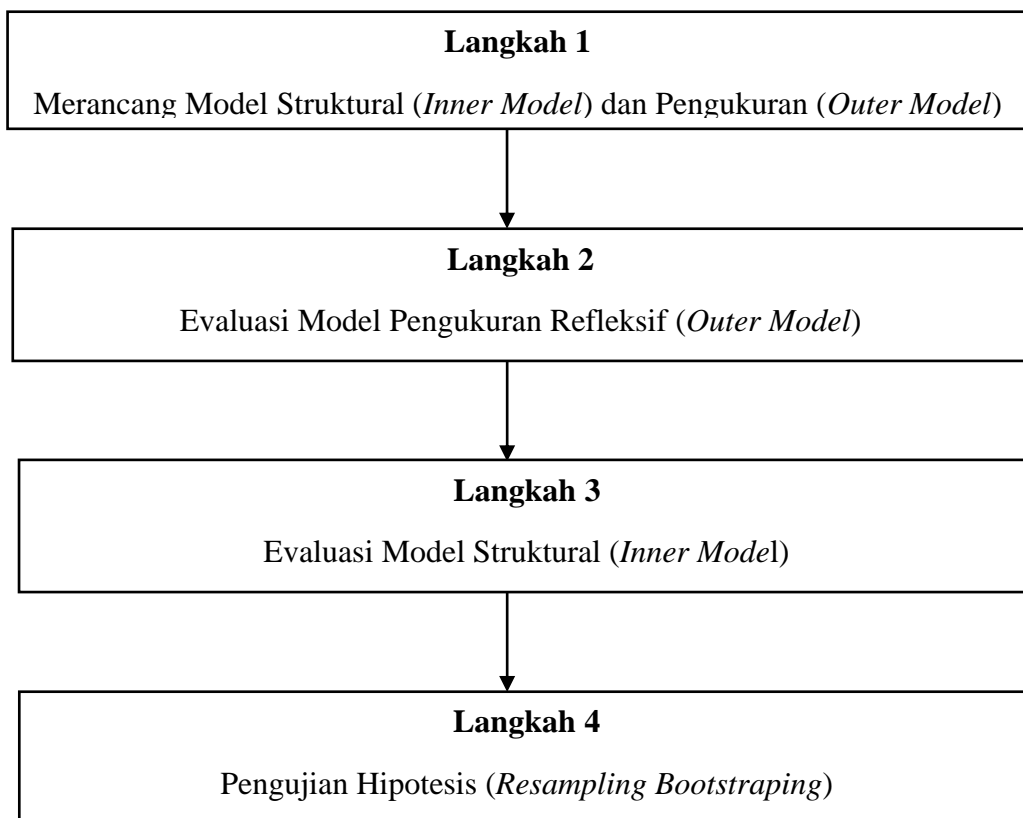 Langkah 1
Merancang Model Struktural (Inner Model) dan Pengukuran (Outer Model)
Langkah 2
Evaluasi Model Pengukuran Refleksif (Outer Model)
Langkah 3
Evaluasi Model Struktural (Inner Model)
Langkah 4
Pengujian Hipotesis (Resampling Bootstraping)